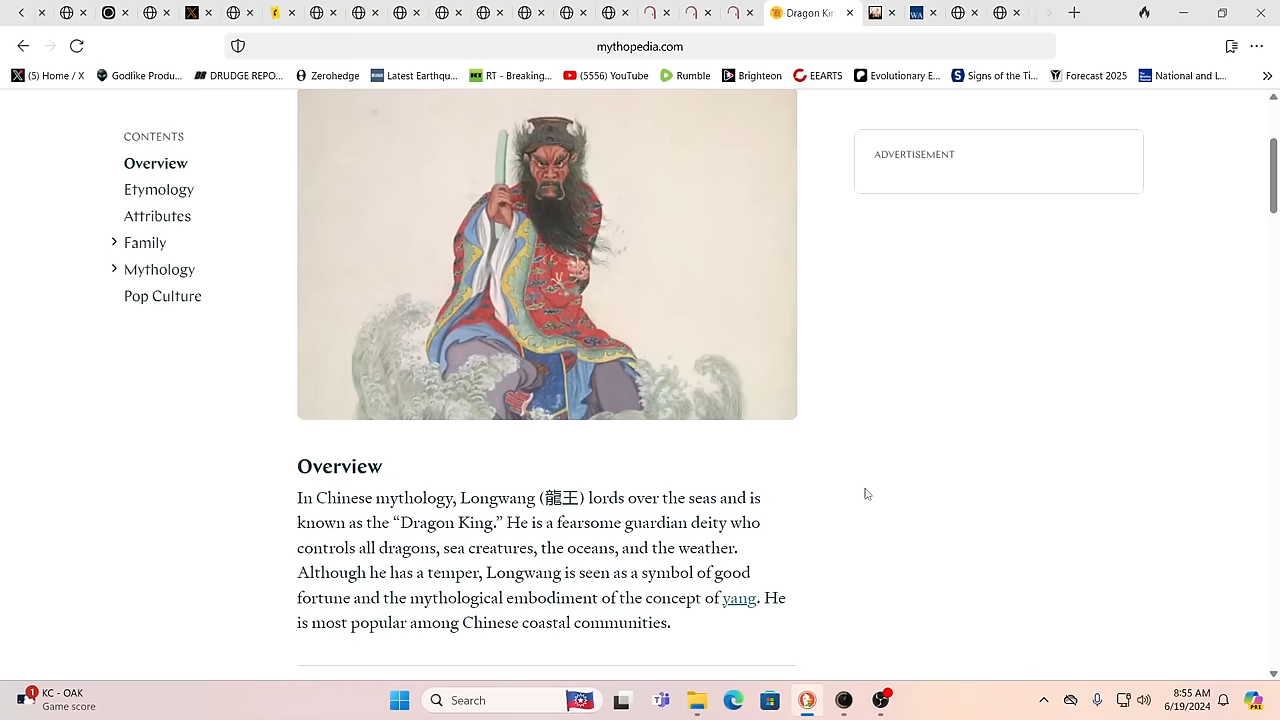 Dragon Kin
WA
mythopedia.com
(5) Home / X
Godlike Produ...
DRUDGE REPO...
Zerohedge
Latest Earthqu...
RT - Breaking...
(5556) YouTube
Rumble
Brighteon
EEARTS
Evolutionary E...
Signs of the Ti...
Forecast 2025
National and L...
CONTENTS
Overview
Etymology
Attributes
Family
Mythology
Pop Culture
ADVERTISEMENT
Overview
In Chinese mythology, Longwang (龍王) lords over the seas and is
known as the “Dragon King.” He is a fearsome guardian deity who
controls all dragons, sea creatures, the oceans, and the weather.
Although he has a temper, Longwang is seen as a symbol of good
fortune and the mythological embodiment of the concept of yang. He
is most popular among Chinese coastal communities.
1
KC - OAK
Game score
Search
8:55 AM
6/19/2024
PRE